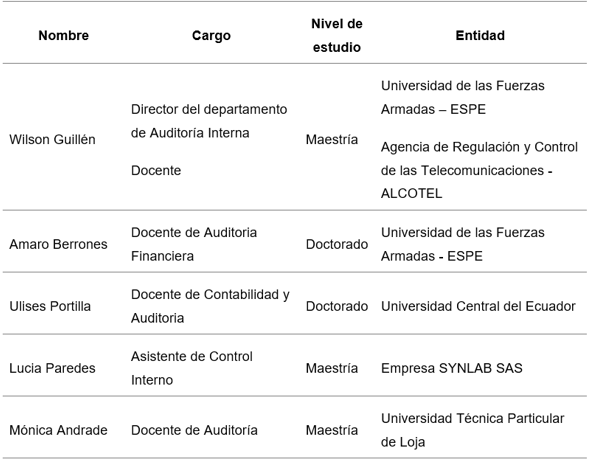 Nombre Cargo Nivel de estudio Entidad
Wilson Guillén
Director del departamento
de Auditoría Interna
Docente
Maestría
Universidad de las Fuerzas
Armadas – ESPE
Agencia de Regulación y Control
de las Telecomunicaciones -
ALCOTEL
Amaro Berrones
Docente de Auditoria
Financiera
Doctorado
Universidad de las Fuerzas
Armadas - ESPE
Ulises Portilla
Docente de Contabilidad y
Auditoria
Doctorado
Universidad Central del Ecuador
Lucia Paredes
Asistente de Control
Interno
Maestría
Empresa SYNLAB SAS
Mónica Andrade
Docente de Auditoría
Maestría
Universidad Técnica Particular
de Loja